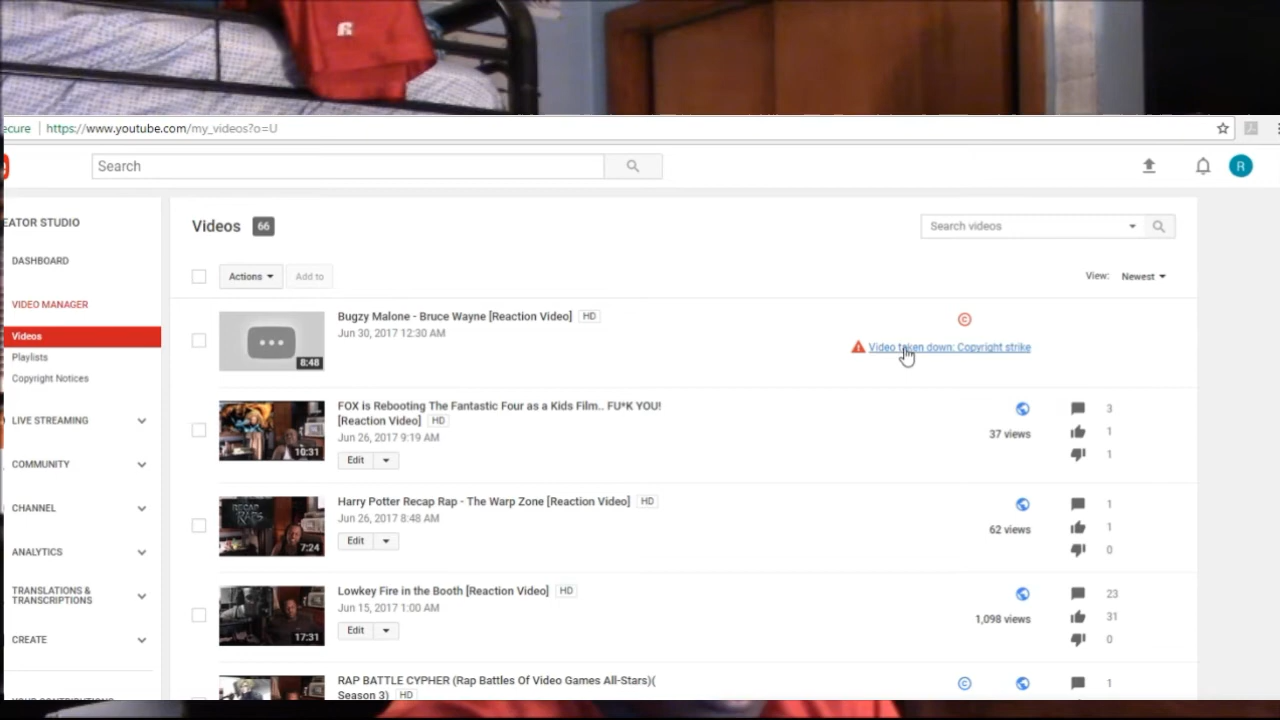 ecure https://www.youtube.com/my_videos?o=U
Search
R
EATOR STUDIO
DASHBOARD
VIDEO MANAGER
Videos
Playlists
Copyright Notices
LIVE STREAMING
COMMUNITY
CHANNEL
ANALYTICS
TRANSLATIONS &
TRANSCRIPTIONS
CREATE
Videos 66
Search videos
Actions Add to
View: Newest
Bugzy Malone - Bruce Wayne [Reaction Video] HD
Jun 30, 2017 12:30 AM
8:48
Video taken down: Copyright strike
FOX is Rebooting The Fantastic Four as a Kids Film.. FU*K YOU!
[Reaction Video] HD
Jun 26, 2017 9:19 AM
10:31
Edit
37 views
3
1
1
Harry Potter Recap Rap - The Warp Zone [Reaction Video] HD
Jun 26, 2017 8:48 AM
RECAP
RAPS
7:24
Edit
62 views
1
1
0
Lowkey Fire in the Booth [Reaction Video] HD
Jun 15, 2017 1:00 AM
17:31
Edit
1,098 views
23
31
0
RAP BATTLE CYPHER (Rap Battles Of Video Games All-Stars)(
Season 3) HD
1